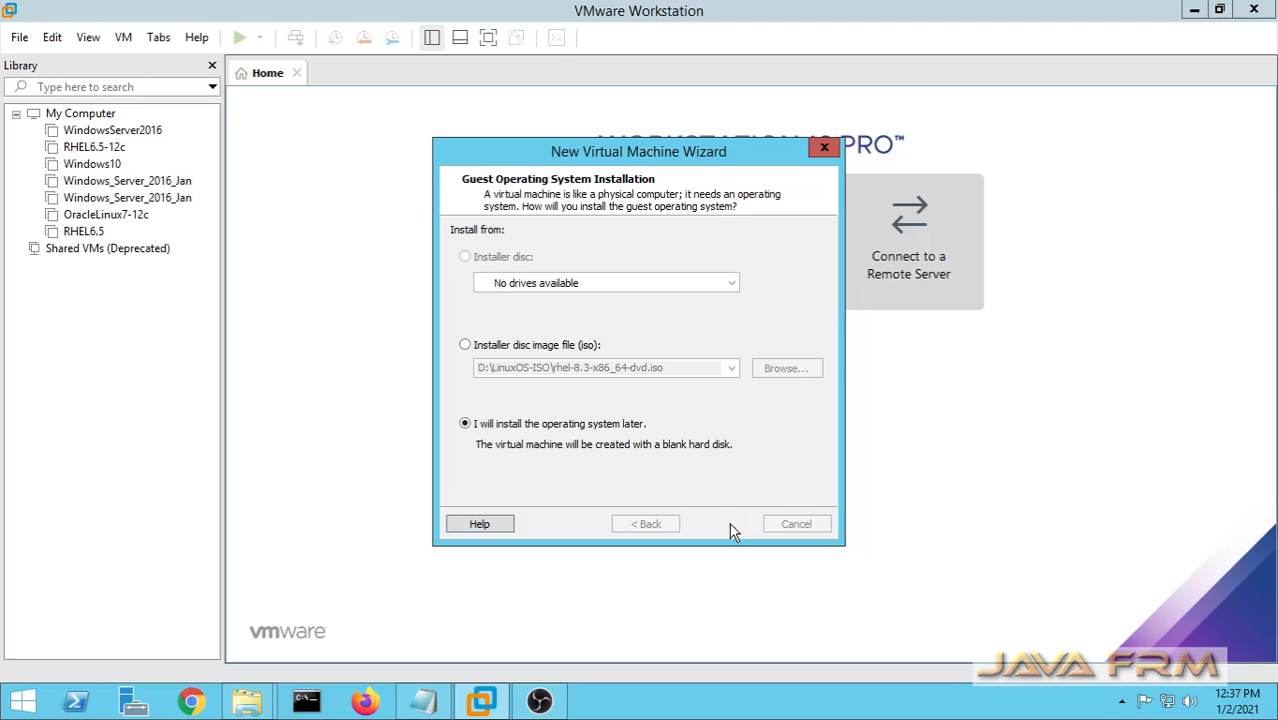 VMware Workstation
File Edit View VM Tabs Help
Library
Type here to search
My Computer
WindowsServer2016
RHEL6.5-12c
Windows10
Windows_Server_2016_Jan
Windows_Server_2016_Jan
OracleLinux7-12c
RHEL6.5
Shared VMs (Deprecated)
Home
PRO™
Connect to a
Remote Server
New Virtual Machine Wizard
Guest Operating System Installation
A virtual machine is like a physical computer; it needs an operating
system. How will you install the guest operating system?
Install from:
Installer disc:
No drives available
Installer disc image file (iso):
D:\LinuxOS-ISO\rhel-8.3-x86_64-dvd.iso
Browse...
I will install the operating system later.
The virtual machine will be created with a blank hard disk.
Help
< Back
Cancel
vmware
JAVA FRM
12:37 PM
1/2/2021